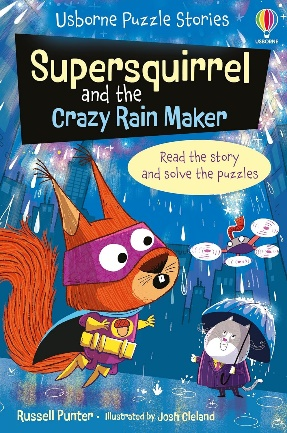 Usborne Puzzle Stories
USBORNE
Supersquirrel
and the
Crazy Rain Maker
Read the story
and solve the puzzles
Russell Punter Illustrated by Josh Cleland